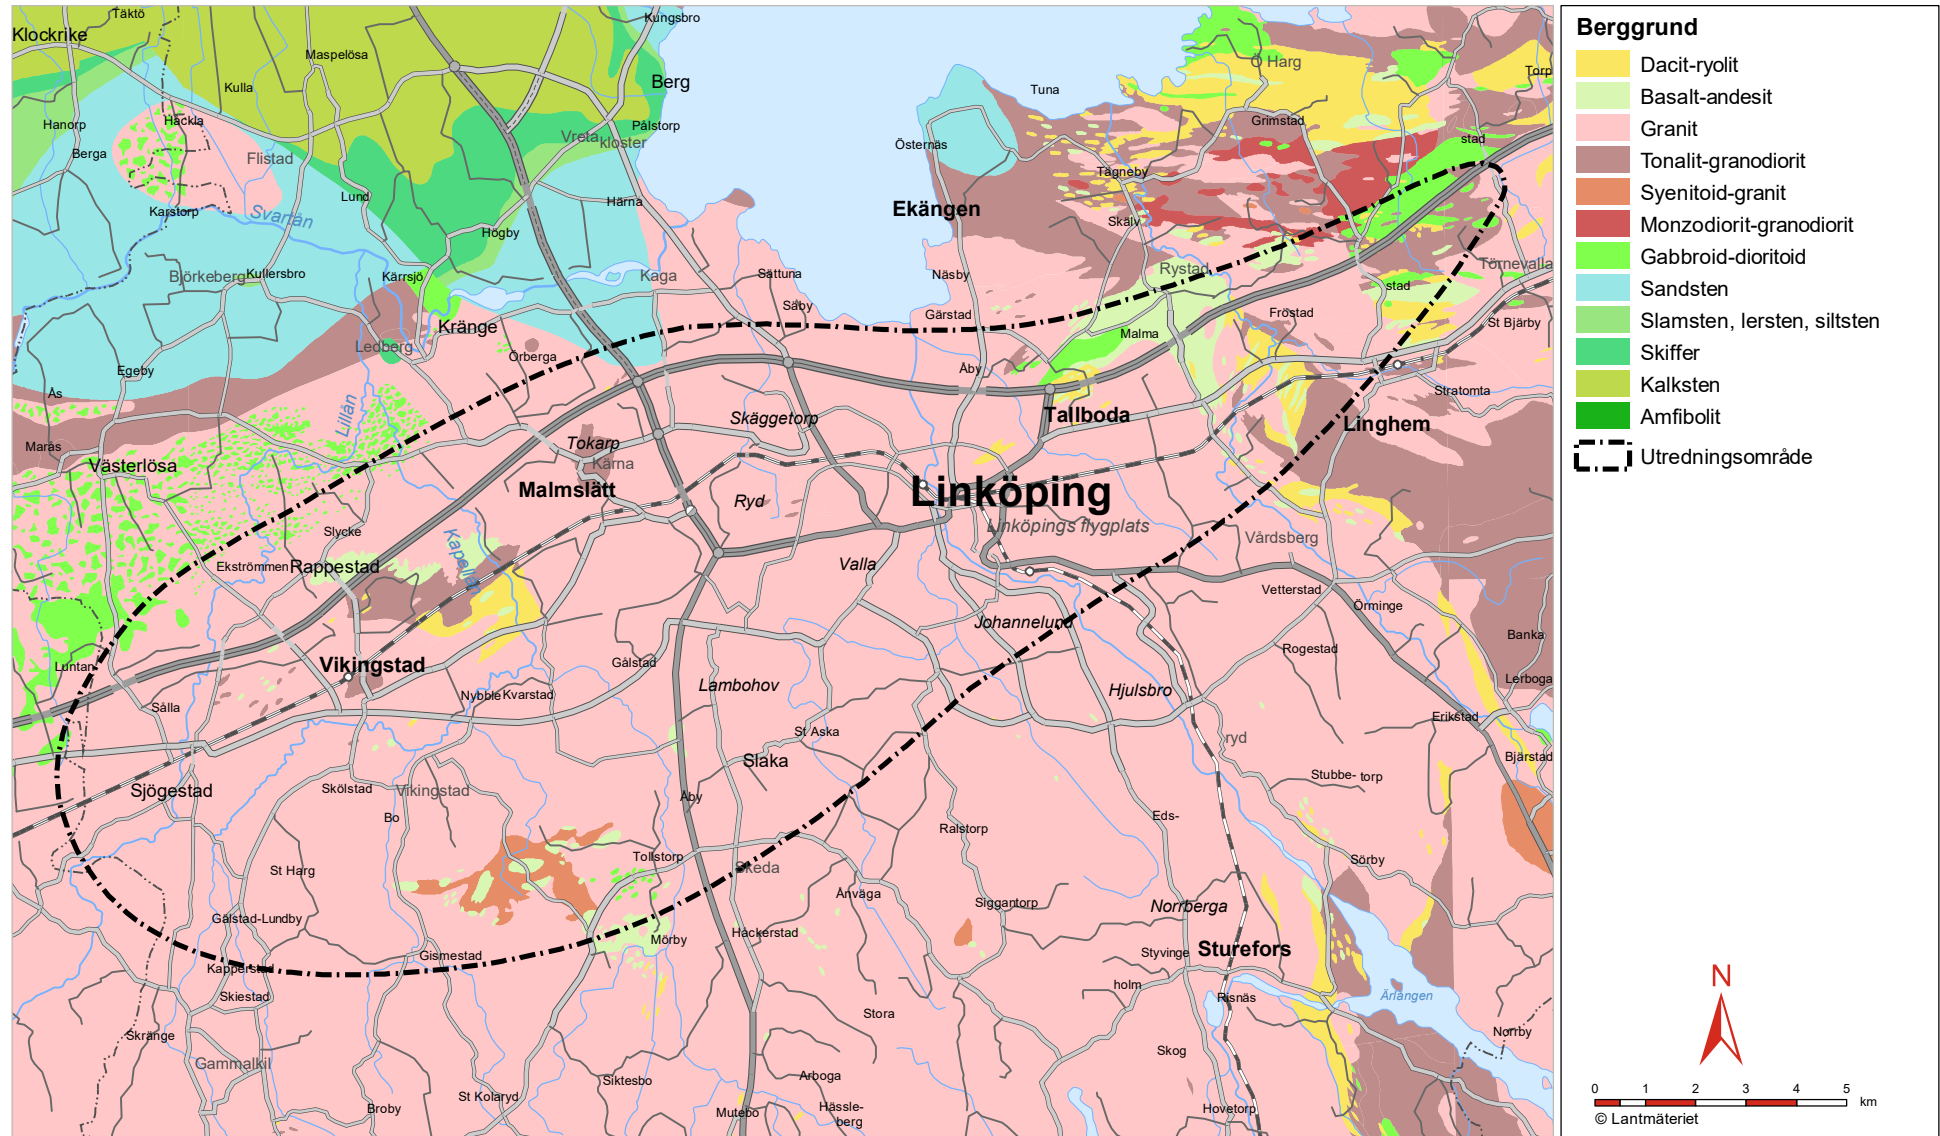 Täktö
Kungsbro
Klockrike
Maspelösa
Berg
Ö Harg
Torp
Kulla
Tuna
Hanorp
Häckla
Pålstorp
Grimstad
Vreta
kloster
stad
Berga
Flistad
Östernäs
Tägneby
Lund
Härna
Ekängen
Karstorp
Svartån
Högby
Skälv
Björkeberg
Kullersbro
Kärrsjö
Kaga
Sättuna
Näsby
Rystad
Törnevalla
stad
Säby
Gärstad
Fröstad
St Bjärby
Kränge
Malma
Ledberg
Örberga
Egeby
Åby
Ås
Stratomta
Lillån
Skäggetorp
Tallboda
Linghem
Tokarp
Marås
Västerlösa
Kärna
Malmslätt
Linköping
Ryd
Linköpings flygplats
Slycke
Kapellån
Vårdsberg
Ekströmmen
Rappestad
Valla
Vetterstad
Örminge
Johannelund
Banka
Luntan
Vikingstad
Gålstad
Rogestad
Lambohov
Hjulsbro
Lerboga
Nybble
Kvarstad
Sålla
Erikstad
St Aska
ryd
Slaka
Bjärstad
Sjögestad
Skölstad
Vikingstad
Stubbe-
torp
Åby
Bo
Eds-
Ralstorp
Tollstorp
Skeda
Sörby
St Harg
Ånväga
Siggantorp
Norrberga
Gälstad-Lundby
Häckerstad
Mörby
Gismestad
Styvinge
Sturefors
Kapperstad
holm
Skiestad
Risnäs
Ärlången
Stora
Skränge
Norrby
Skog
Gammalkil
Siktesbo
Arboga
St Kolaryd
Broby
Mutebo
Hässle-
berg
Hovetorp
Berggrund
Dacit-ryolit
Basalt-andesit
Granit
Tonalit-granodiorit
Syenitoid-granit
Monzodiorit-granodiorit
Gabbroid-dioritoid
Sandsten
Slamsten, lersten, siltsten
Skiffer
Kalksten
Amfibolit
Utredningsområde
N
0 1 2 3 4 5
km
© Lantmäteriet